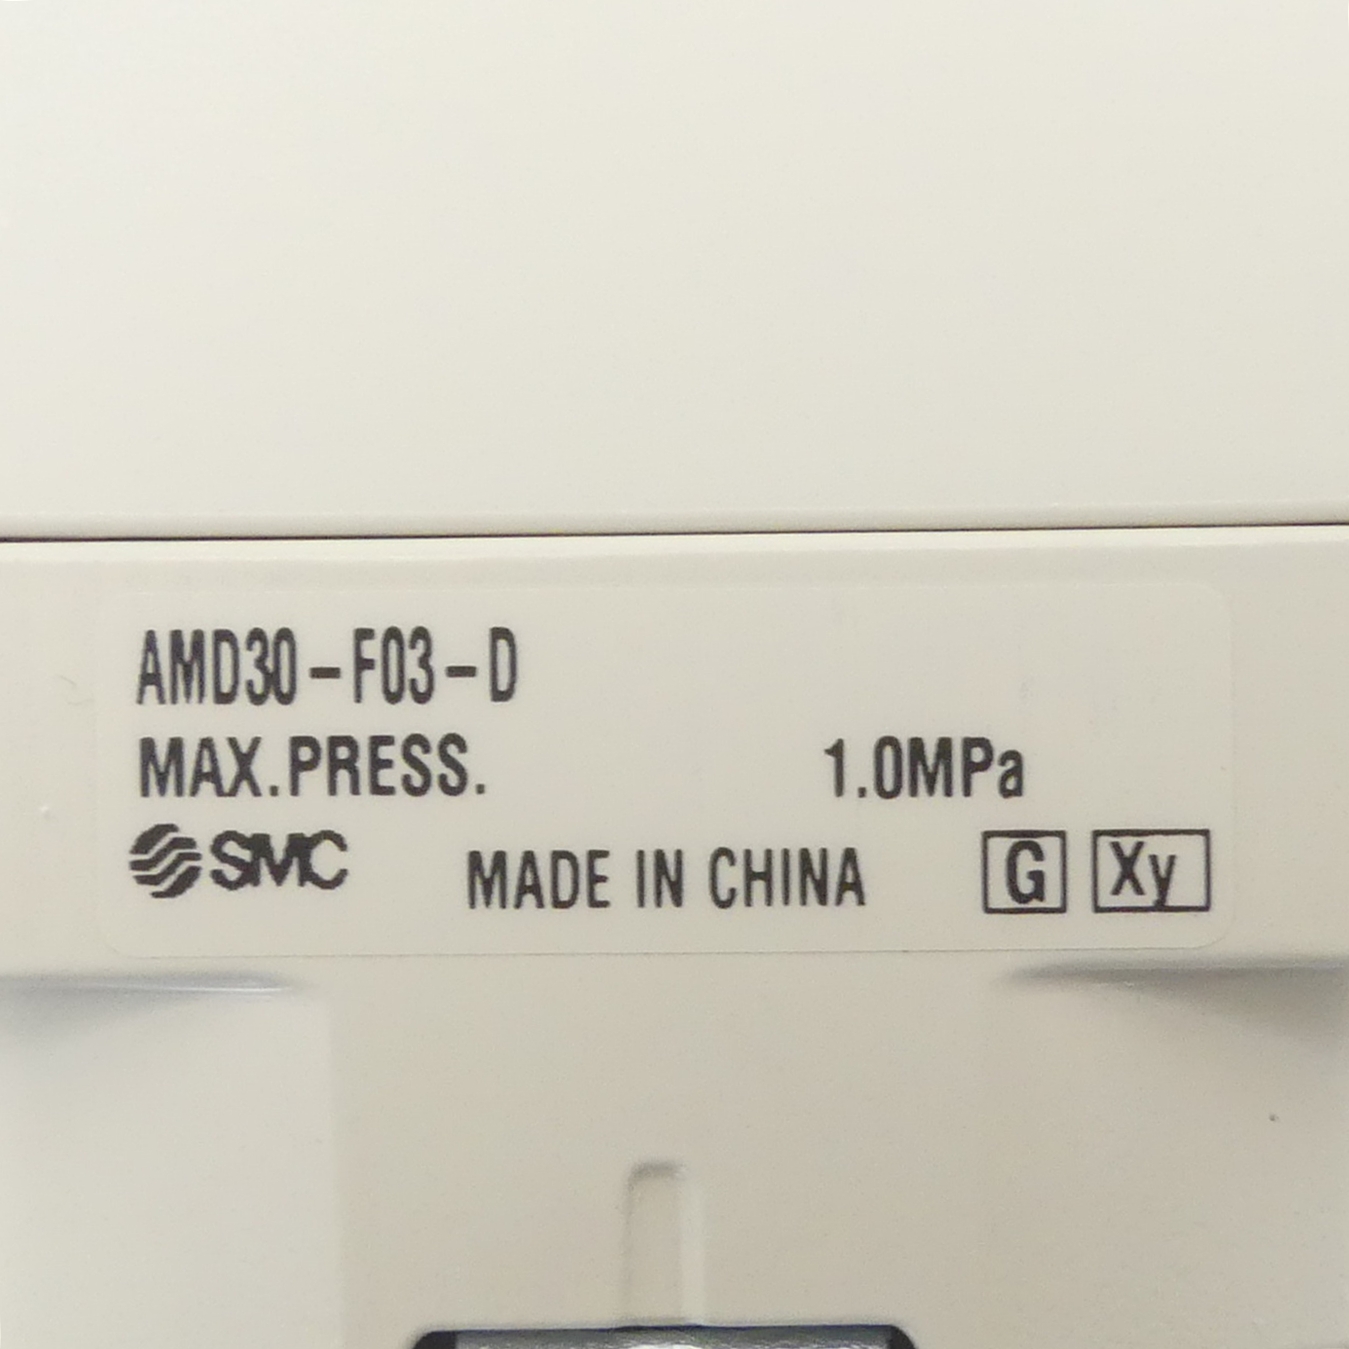 AMD30-F03-D
MAX.PRESS. 1.0MPa
SMC MADE IN CHINA G Xy